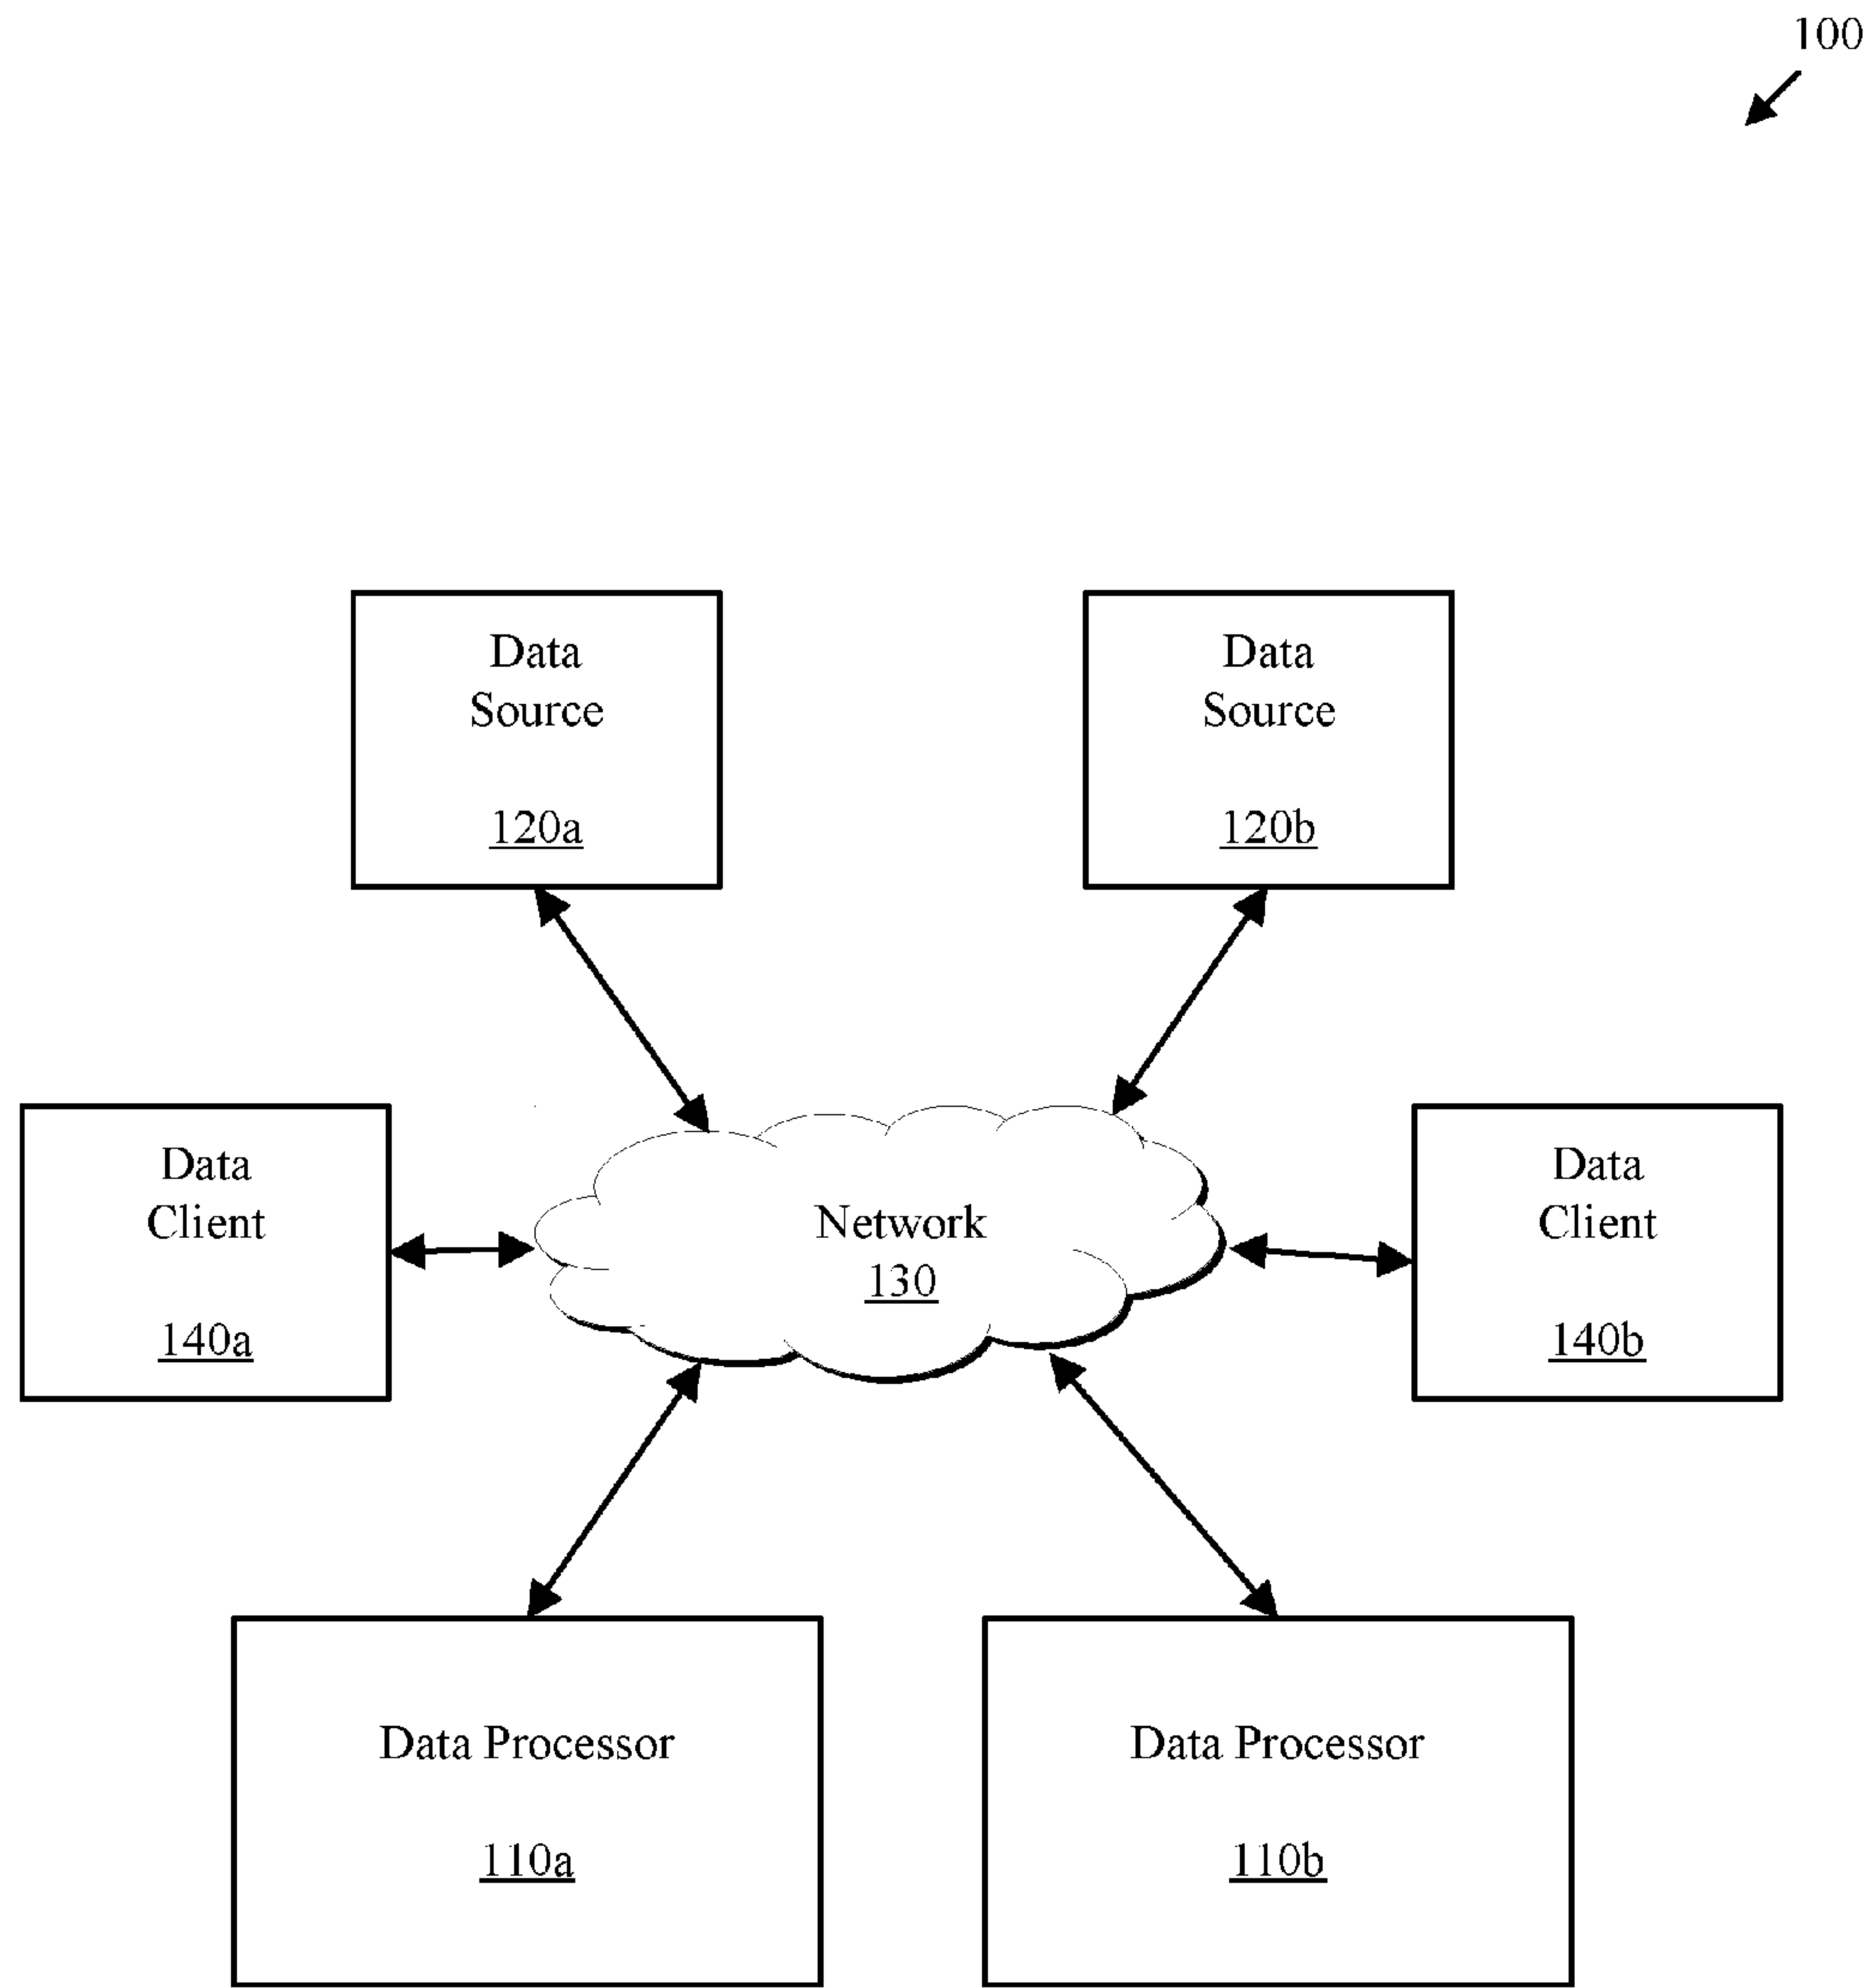 100
Data
Source
120a
Data
Source
120b
Data
Client
140a
Network
130
Data
Client
140b
Data Processor
110a
Data Processor
110b